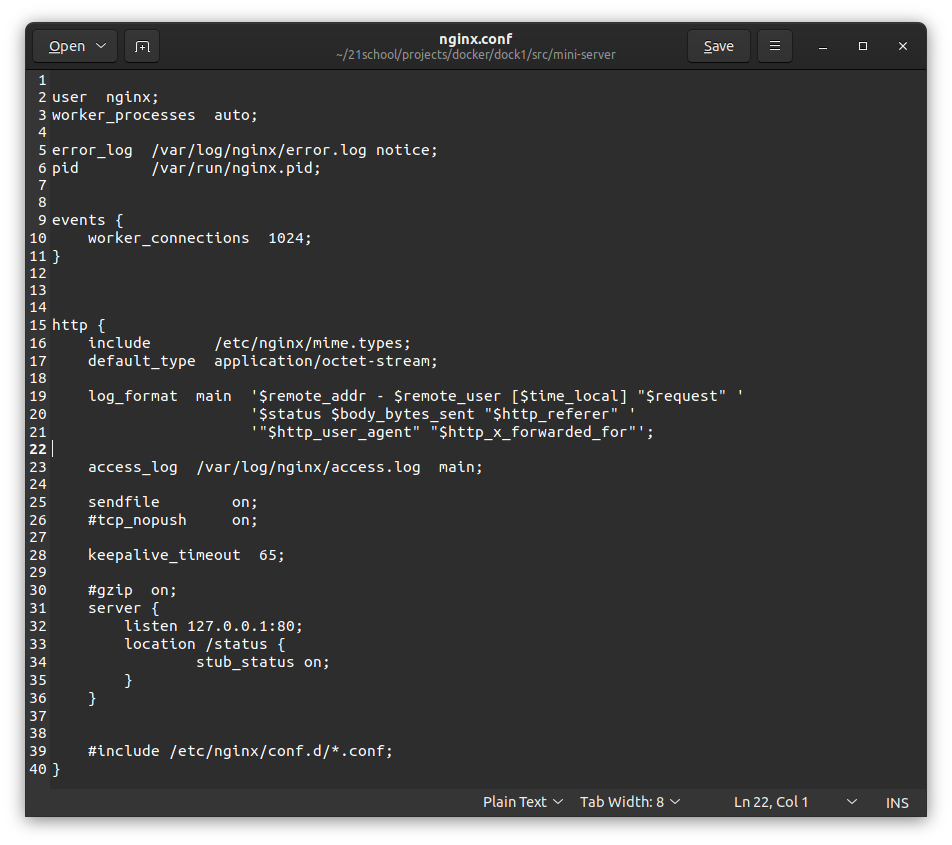 Open
nginx.conf
~/21school/projects/docker/dock1/src/mini-server
Save
1
2 user  nginx;
3 worker_processes  auto;
4
5 error_log  /var/log/nginx/error.log notice;
6 pid        /var/run/nginx.pid;
7
8
9 events {
10     worker_connections  1024;
11 }
12
13
14
15 http {
16     include       /etc/nginx/mime.types;
17     default_type  application/octet-stream;
18
19     log_format  main  '$remote_addr - $remote_user [$time_local] "$request" '
20                       '$status $body_bytes_sent "$http_referer" '
21                       '"$http_user_agent" "$http_x_forwarded_for"';
22
23     access_log  /var/log/nginx/access.log  main;
24
25     sendfile        on;
26     #tcp_nopush     on;
27
28     keepalive_timeout  65;
29
30     #gzip  on;
31     server {
32         listen 127.0.0.1:80;
33         location /status {
34                 stub_status on;
35         }
36     }
37
38
39     #include /etc/nginx/conf.d/*.conf;
40 }
Plain Text  Tab Width: 8  Ln 22, Col 1  INS